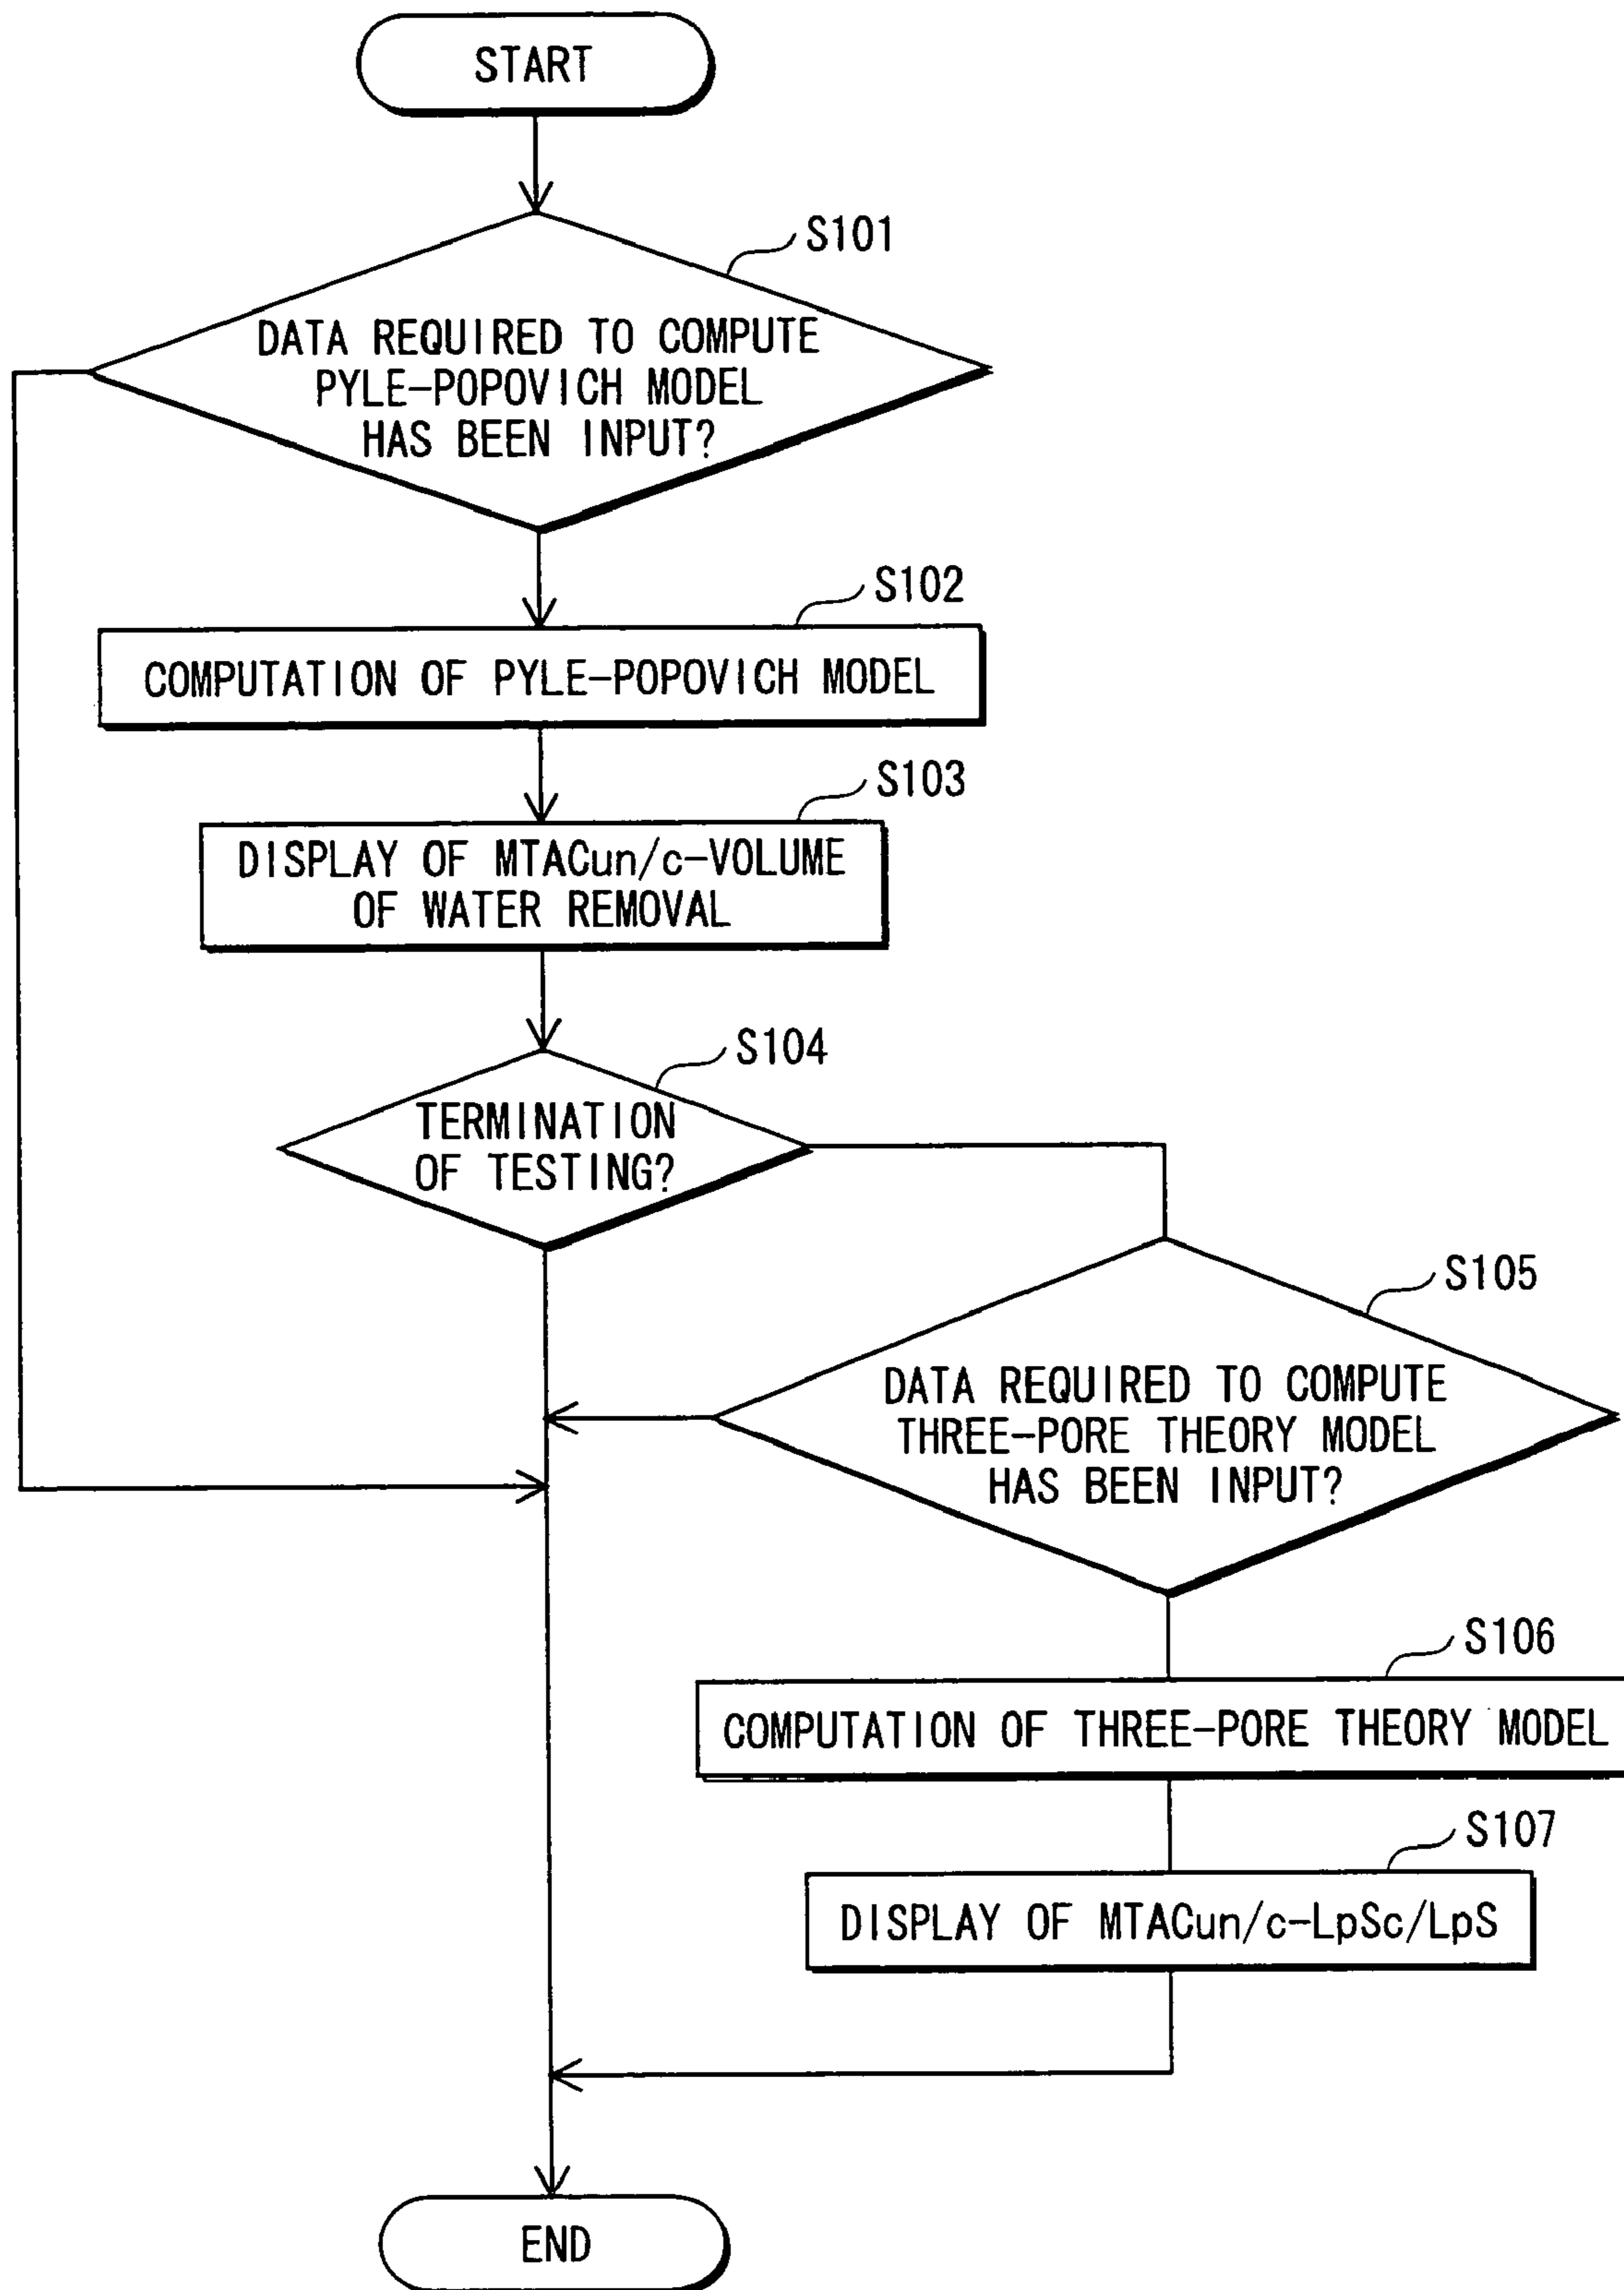 START
S101
DATA REQUIRED TO COMPUTE
PYLE-POPOVICH MODEL
HAS BEEN INPUT?
S102
COMPUTATION OF PYLE-POPOVICH MODEL
S103
DISPLAY OF MTACun/c-VOLUME
OF WATER REMOVAL
S104
TERMINATION
OF TESTING?
S105
DATA REQUIRED TO COMPUTE
THREE-PORE THEORY MODEL
HAS BEEN INPUT?
S106
COMPUTATION OF THREE-PORE THEORY MODEL
S107
DISPLAY OF MTACun/c-LpSc/LpS
END